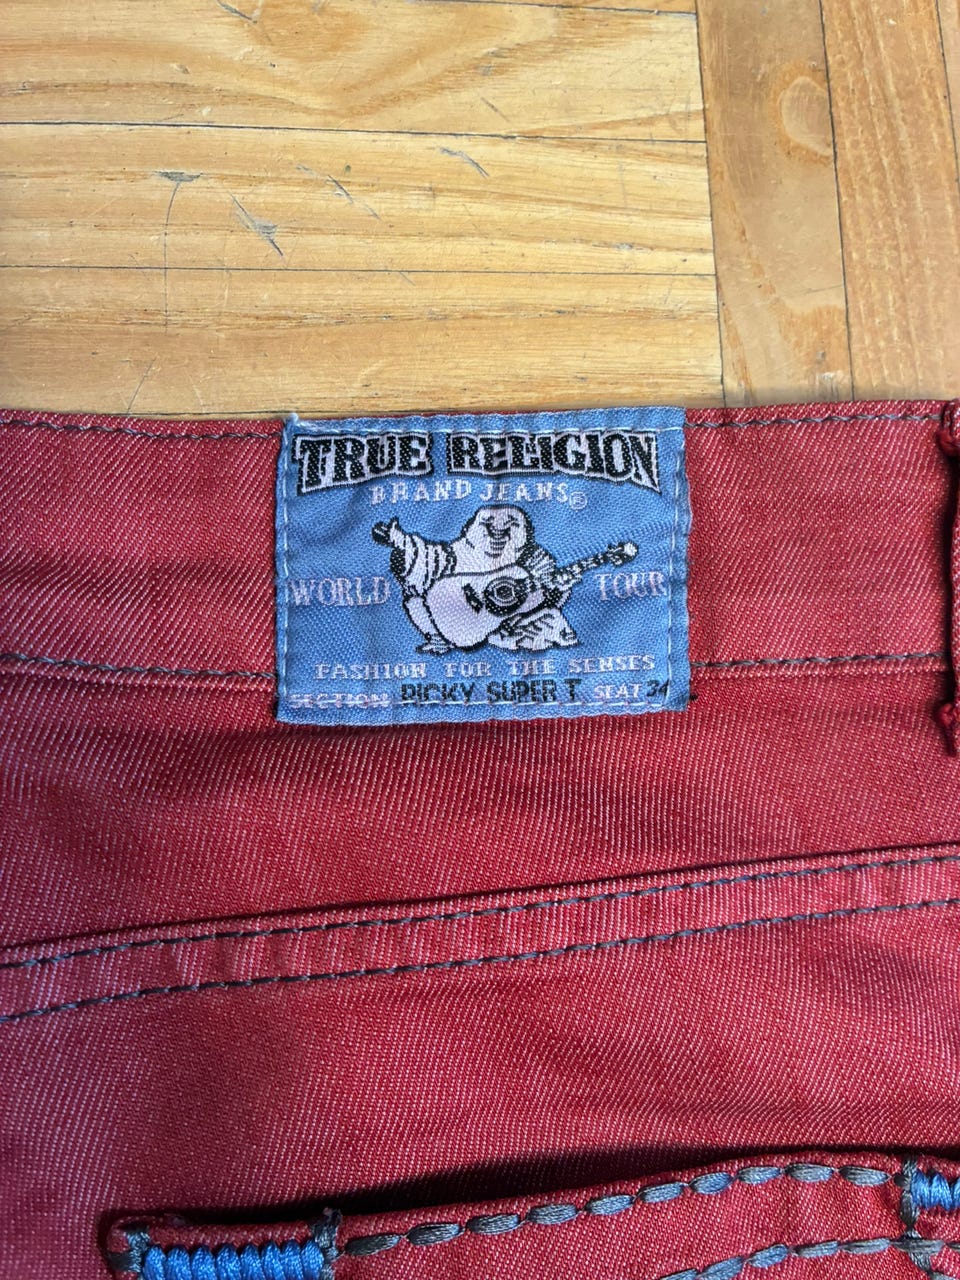 TRUE RELIGION
BRAND JEANS®
WORLD TOUR
FASHION FOR THE SENSES
SECTION RICKY SUPER T SEAT 34